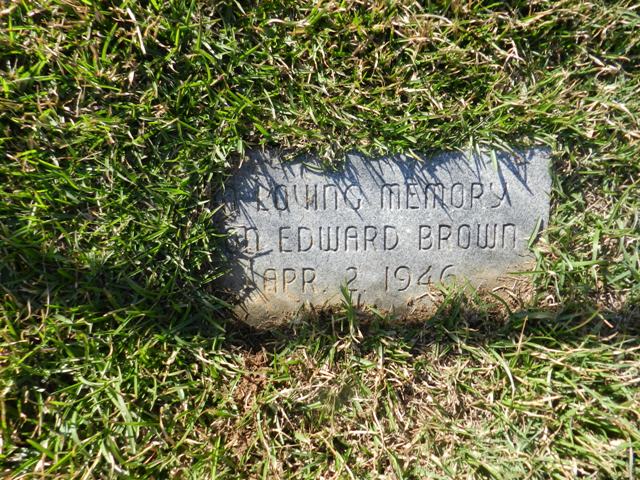 LOVING MEMORY
EDWARD BROWN
APR. 2, 1946